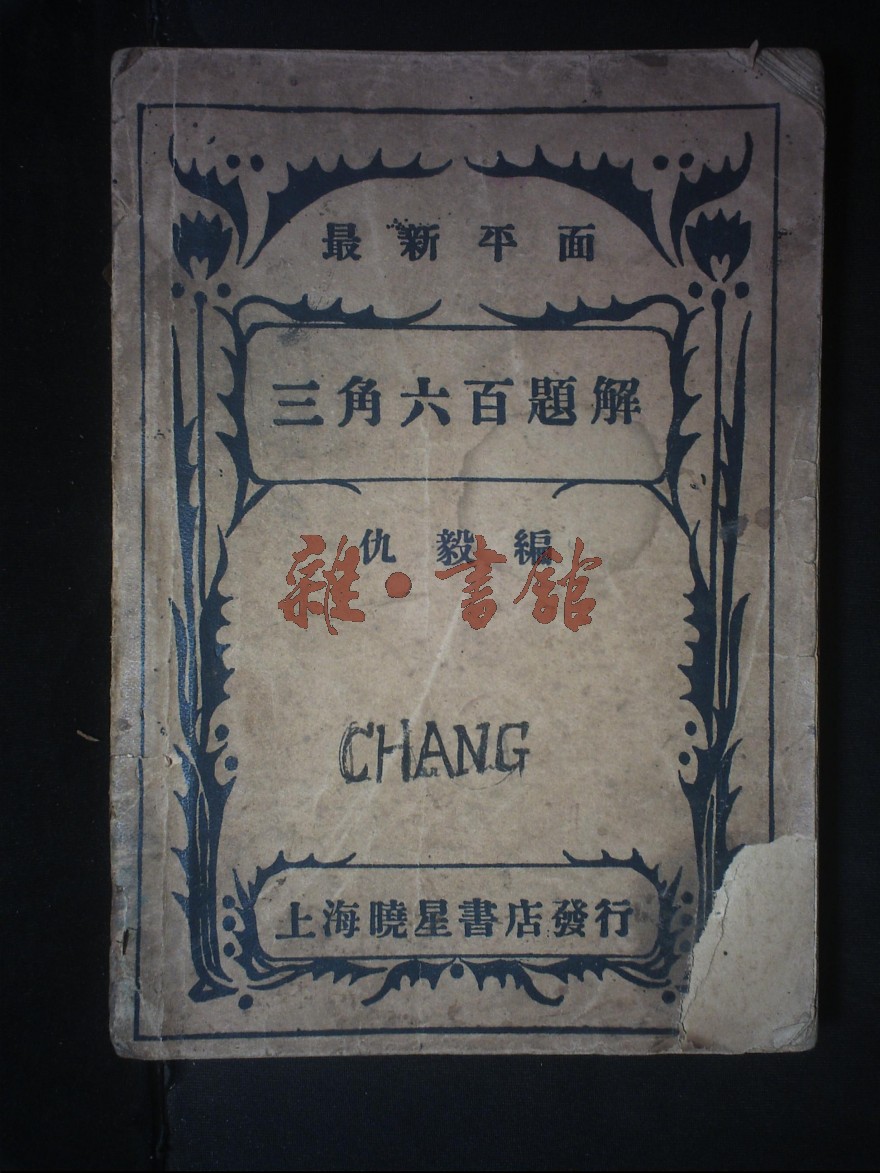 最新平面
三角六百題解
仇毅編
雜·書館
CHANG
上海曉星書店發行